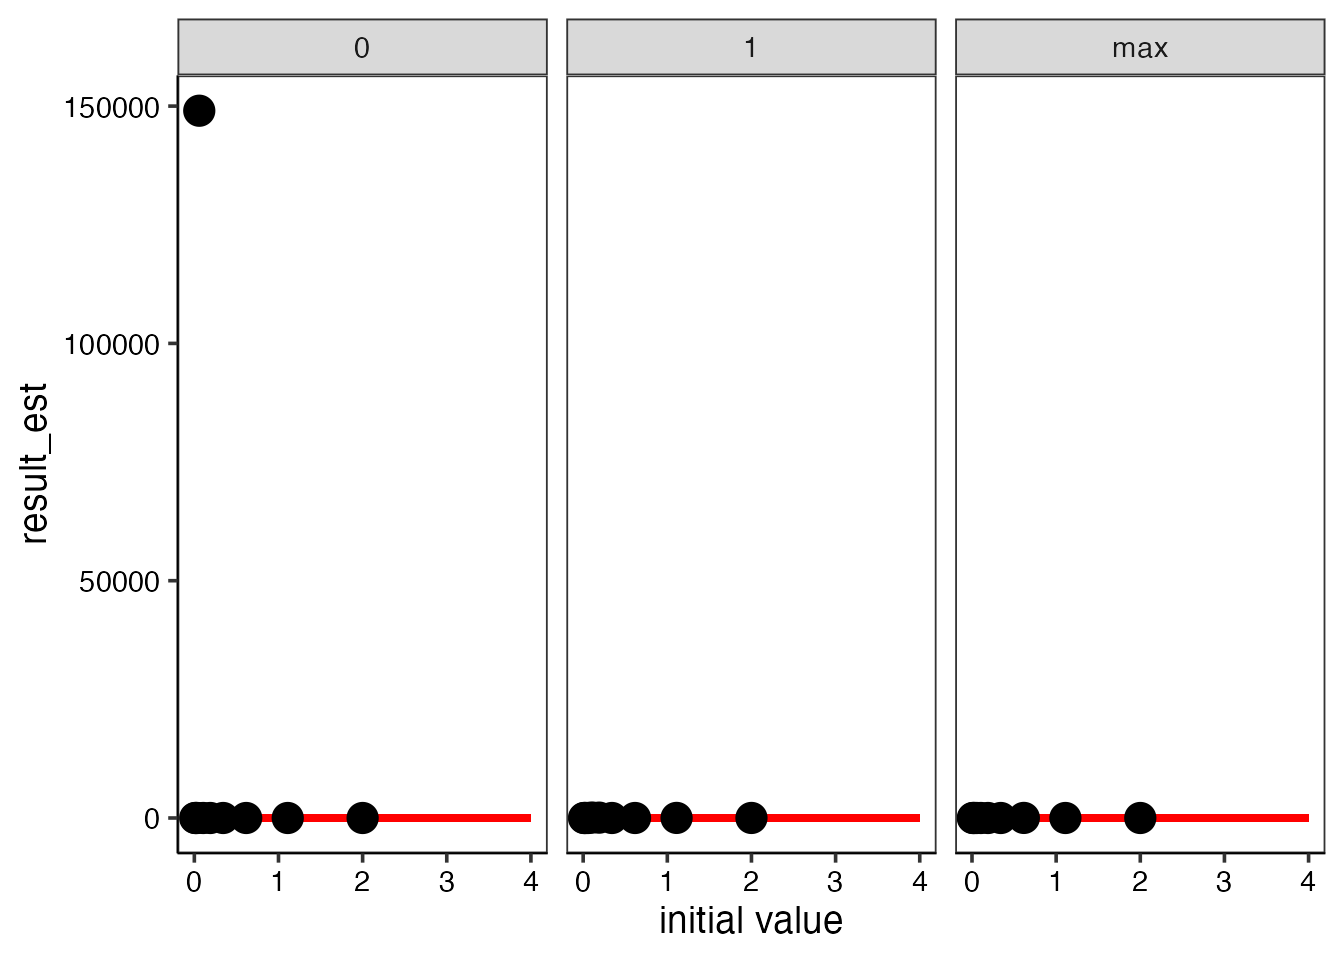 0 1 max
150000
100000
50000
0
result_est
0 1 2 3 4 0 1 2 3 4 0 1 2 3 4
initial value